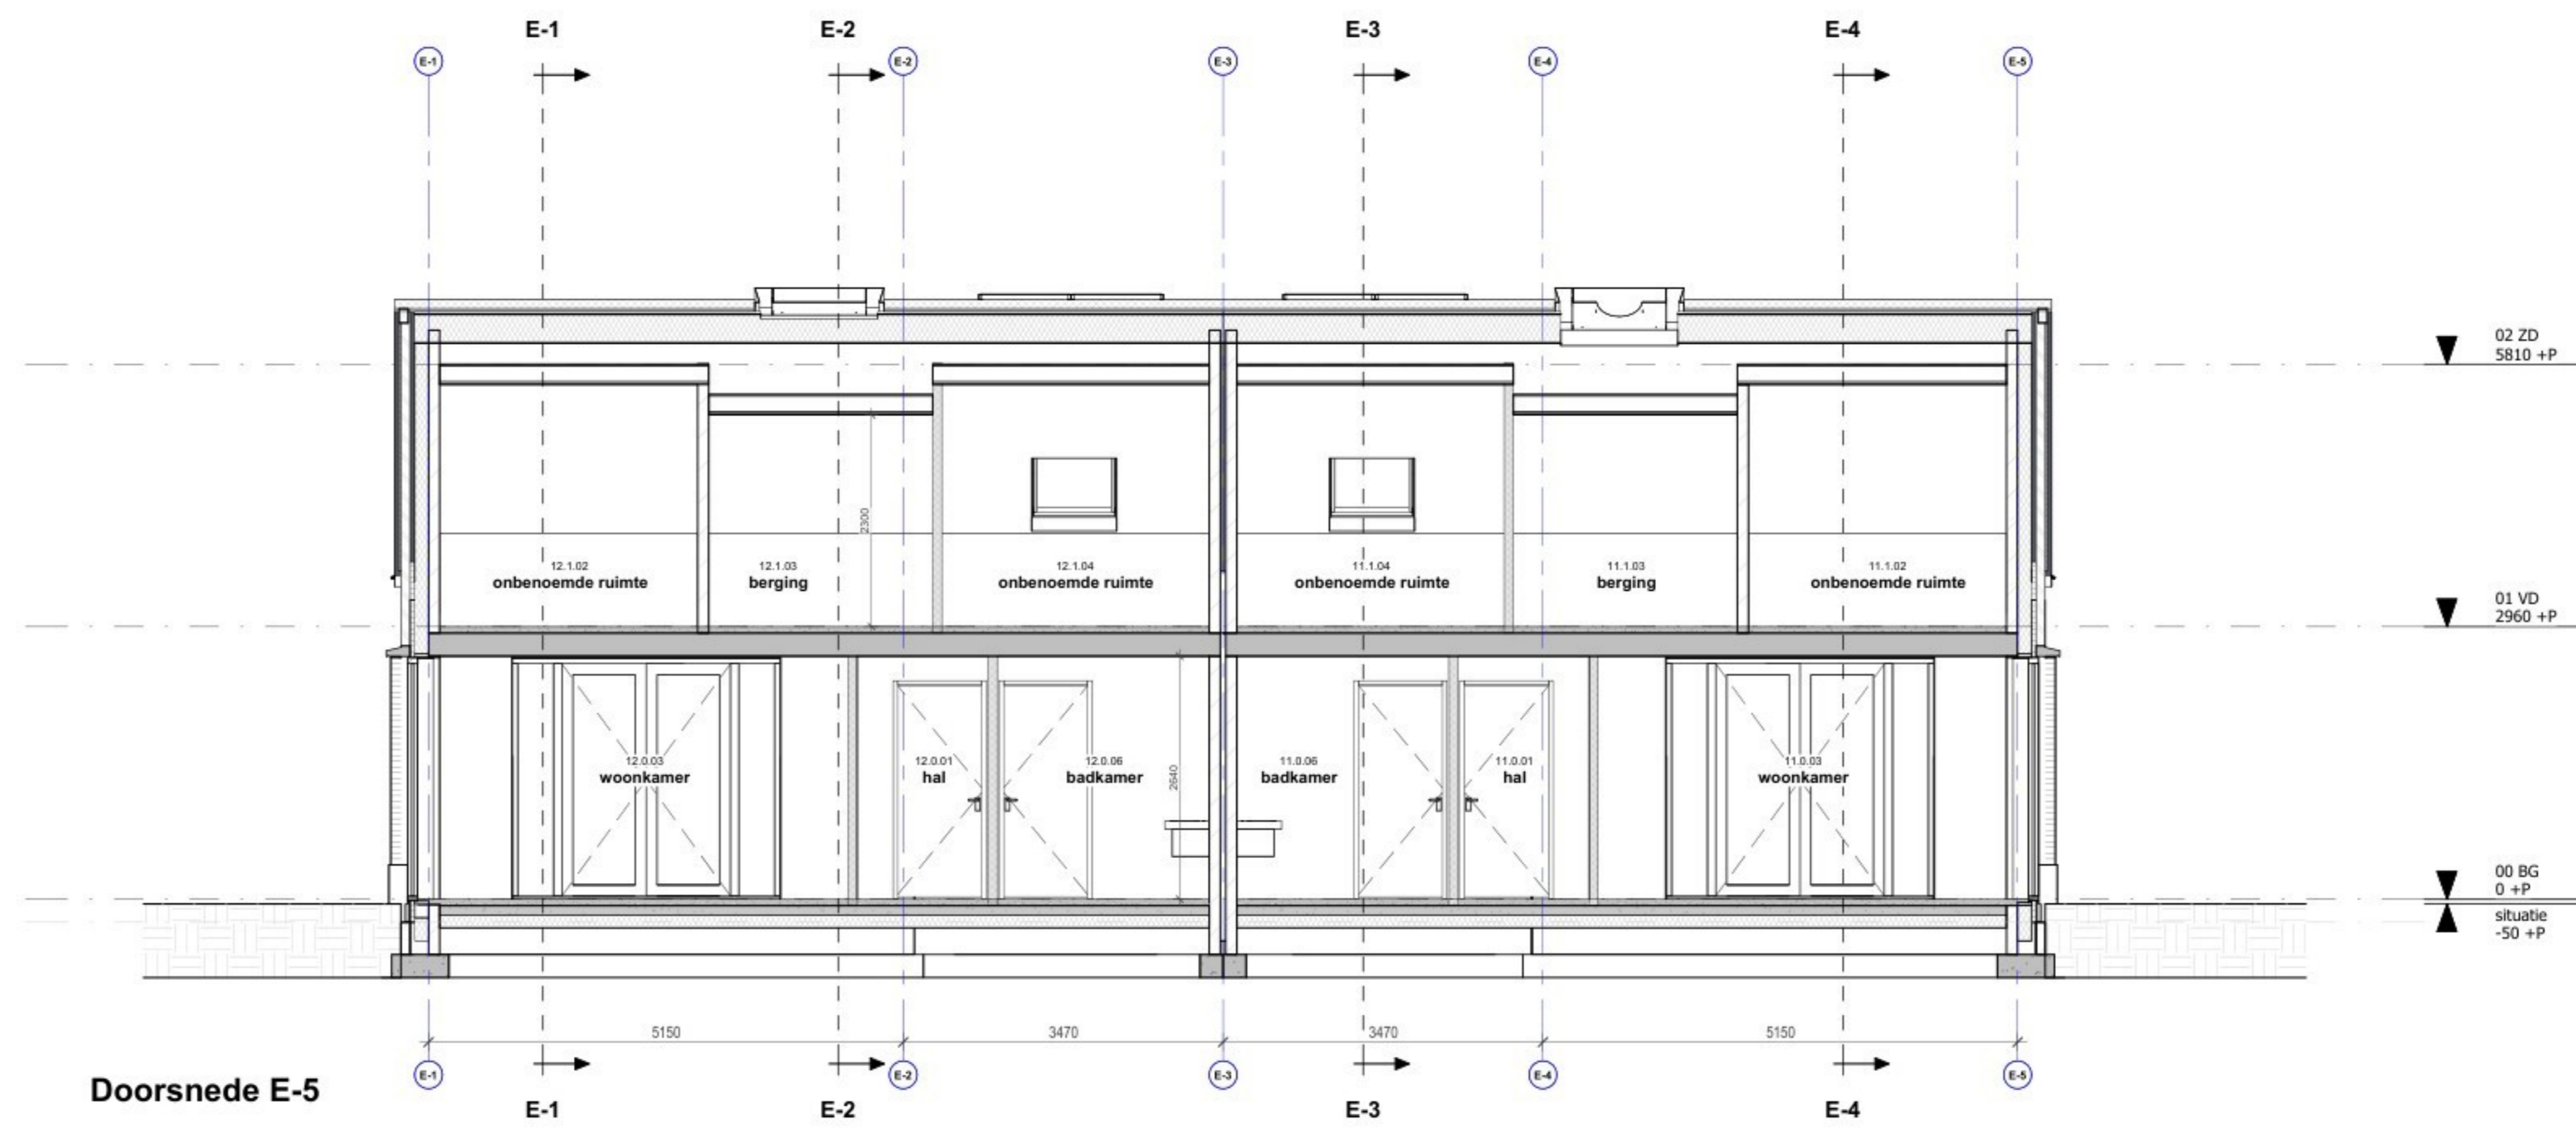 E-1 E-2 E-3 E-4
E-1 E-2 E-3 E-4 E-5
02 ZD
5810 +P
2300
12.1.02 12.1.03 12.1.04 11.1.04 11.1.03 11.1.02
onbenoemde ruimte berging onbenoemde ruimte onbenoemde ruimte berging onbenoemde ruimte
01 VD
2960 +P
12.0.03 12.0.01 12.0.06 11.0.06 11.0.01 11.0.03
woonkamer hal badkamer badkamer hal woonkamer
2640
00 BG
0 +P
situatie
-50 +P
5150 3470 3470 5150
E-1 E-2 E-3 E-4 E-5
Doorsnede E-5
E-1 E-2 E-3 E-4